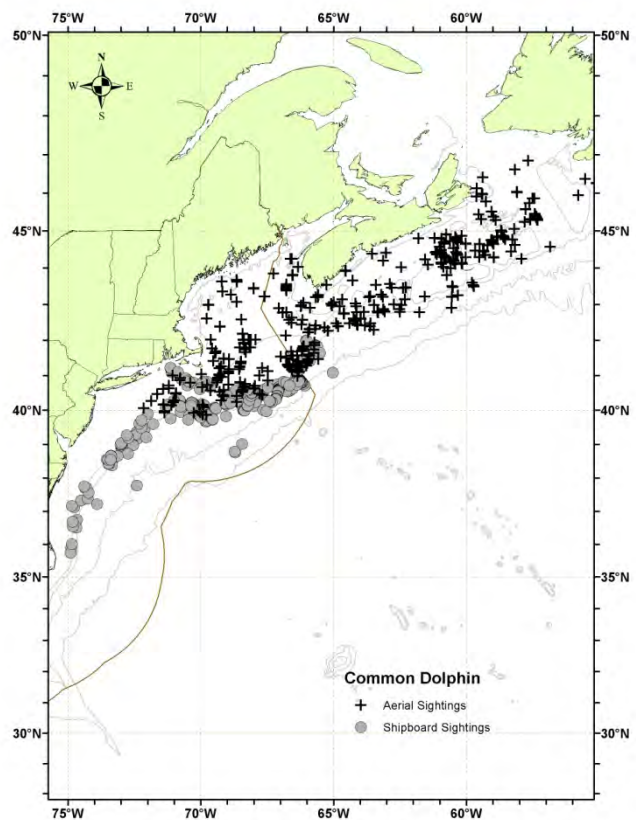 75°W 70°W 65°W 60°W
50°N 50°N
N
W E
S
45°N 45°N
40°N 40°N
35°N 35°N
Common Dolphin
Aerial Sightings
Shipboard Sightings
30°N 30°N
75°W 70°W 65°W 60°W